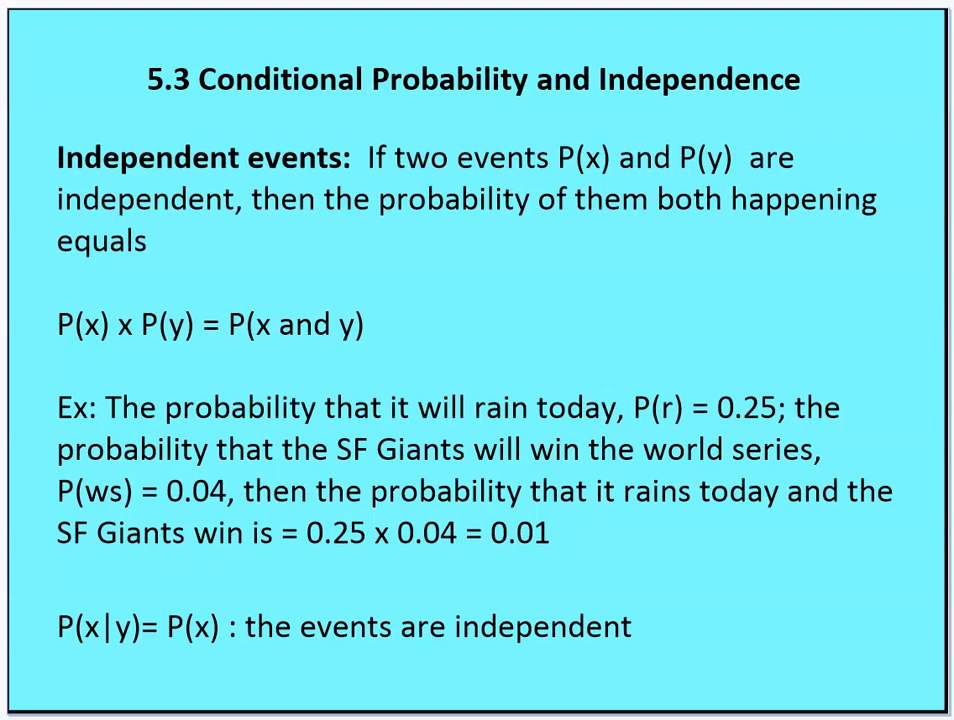 5.3 Conditional Probability and Independence
Independent events:  If two events P(x) and P(y)  are
independent, then the probability of them both happening
equals
P(x) x P(y) = P(x and y)
Ex: The probability that it will rain today, P(r) = 0.25; the
probability that the SF Giants will win the world series,
P(ws) = 0.04, then the probability that it rains today and the
SF Giants win is = 0.25 x 0.04 = 0.01
P(x|y)= P(x) : the events are independent